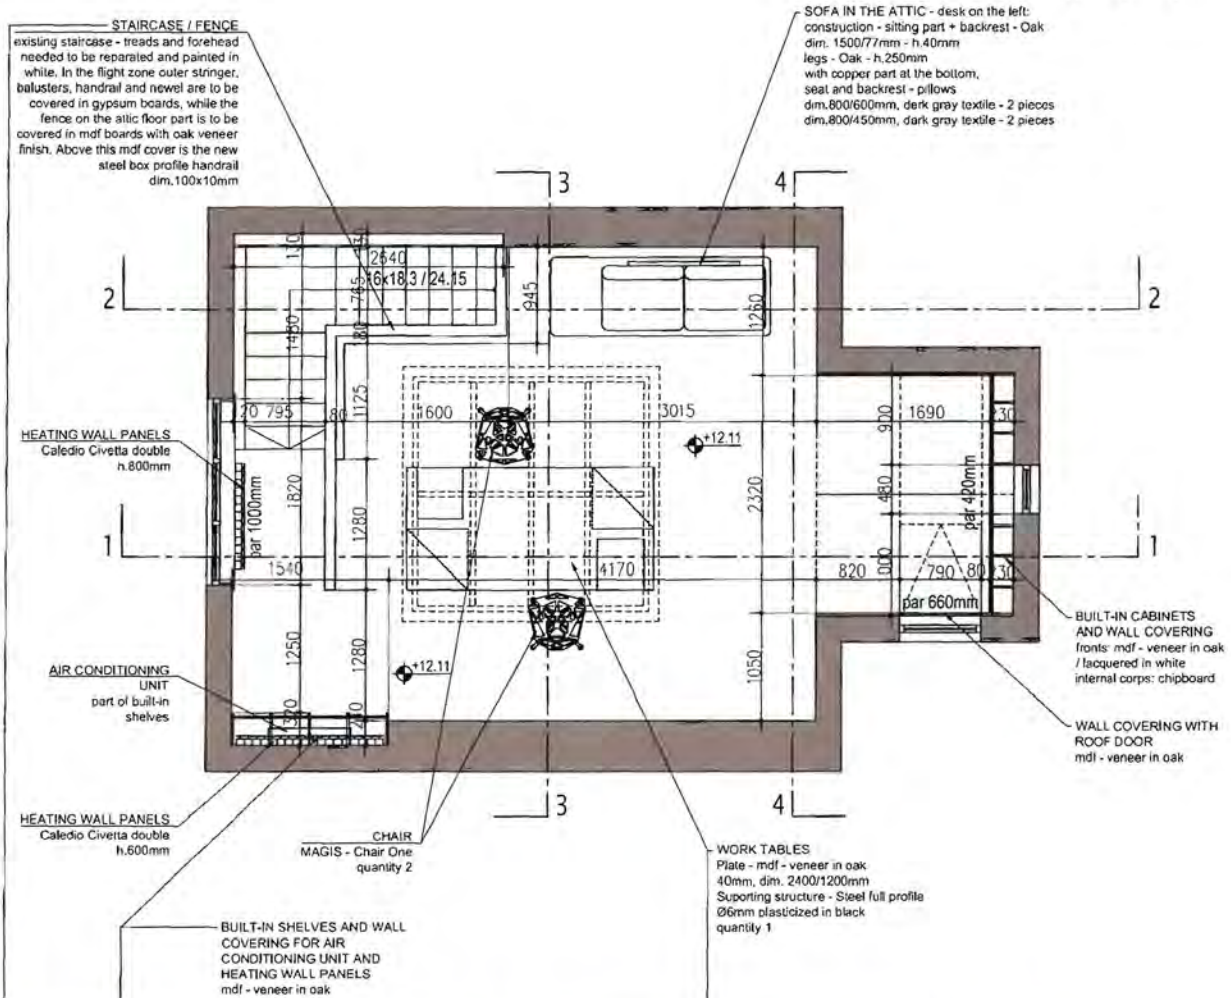 STAIRCASE / FENCE
existing staircase - treads and forehead
needed to be reparated and painted in
white. In the flight zone outer stringer,
balusters, handrail and newel are to be
covered in gypsum boards, while the
fence on the attic floor part is to be
covered in mdf boards with oak veneer
finish. Above this mdf cover is the new
steel box profile handrail
dim.100x10mm
SOFA IN THE ATTIC - desk on the left:
construction - sitting part + backrest - Oak
dim. 1500/77mm - h.40mm
legs - Oak - h.250mm
with copper part at the bottom,
seat and backrest - pillows
dim.800/600mm, derk gray textile - 2 pieces
dim.800/450mm, dark gray textile - 2 pieces
3
4
2
2
130
130
2640
16x18.3 / 24.15
765
945
1260
1480
80
1125
20
795
80
1600
3015
900
1690
230
+12.11
HEATING WALL PANELS
Caledio Civetta double
h.800mm
par 1000mm
1820
1280
2320
480
par 420mm
1
1
1540
4170
820
790
80
230
par 660mm
1250
1280
+12.11
1050
BUILT-IN CABINETS
AND WALL COVERING
fronts: mdf - veneer in oak
/ lacquered in white
internal corps: chipboard
AIR CONDITIONING
UNIT
part of built-in
shelves
320
WALL COVERING WITH
ROOF DOOR
mdf - veneer in oak
3
4
HEATING WALL PANELS
Caledio Civetta double
h.600mm
CHAIR
MAGIS - Chair One
quantity 2
WORK TABLES
Plate - mdf - veneer in oak
40mm, dim. 2400/1200mm
Suporting structure - Steel full profile
Ø6mm plasticized in black
quantity 1
BUILT-IN SHELVES AND WALL
COVERING FOR AIR
CONDITIONING UNIT AND
HEATING WALL PANELS
mdf - veneer in oak